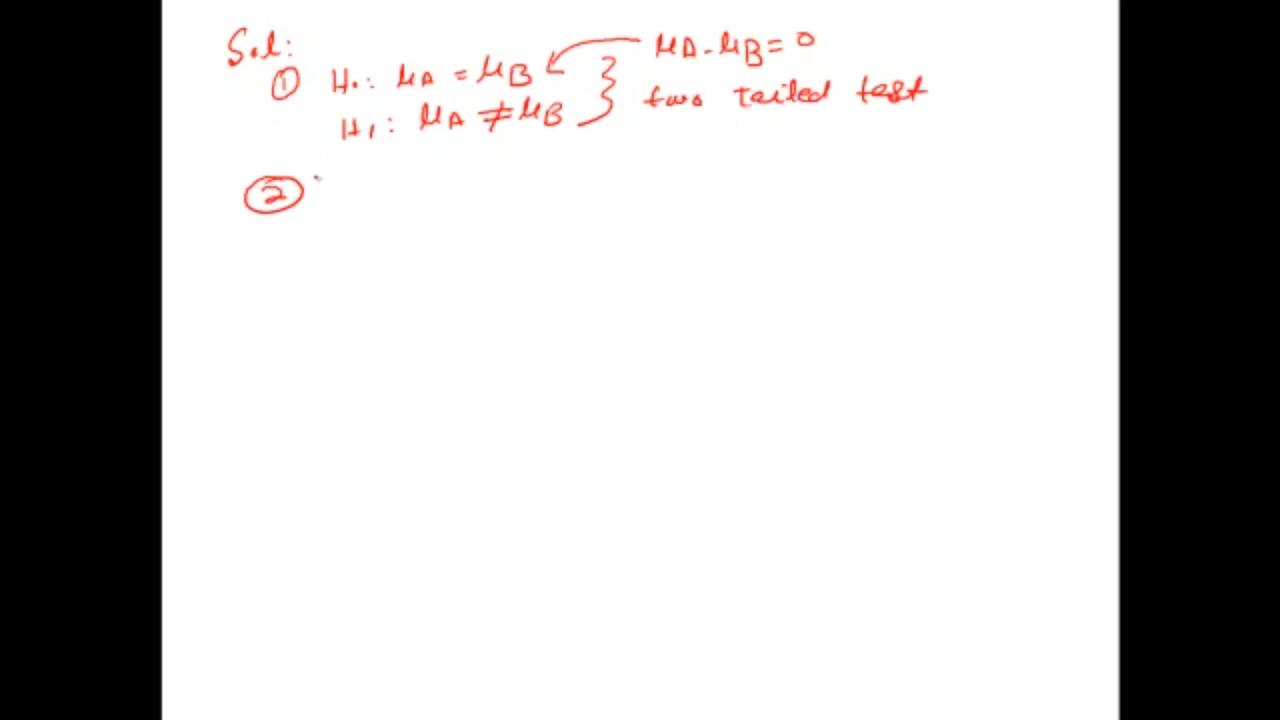 Sol:
① H₀: μA = μB } μA - μB = 0
H₁: μA ≠ μB } two tailed test
②